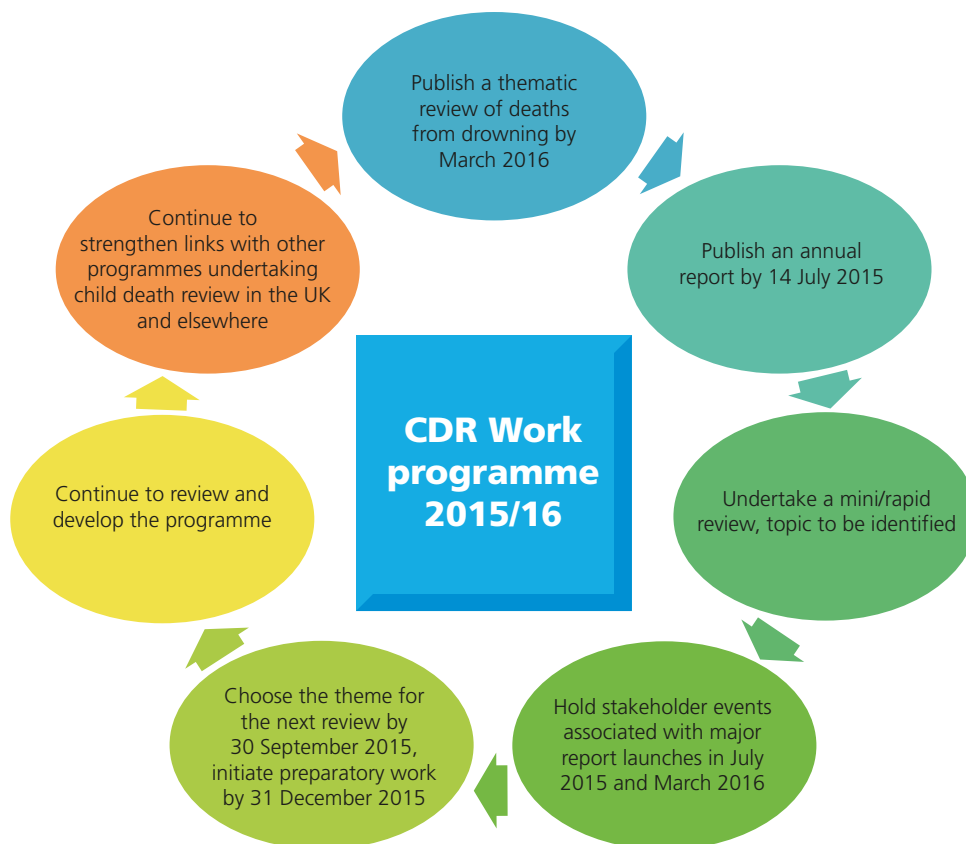 Publish a thematic
review of deaths
from drowning by
March 2016
Publish an annual
report by 14 July 2015
Undertake a mini/rapid
review, topic to be identified
Hold stakeholder events
associated with major
report launches in July
2015 and March 2016
Choose the theme for
the next review by
30 September 2015,
initiate preparatory work
by 31 December 2015
Continue to review and
develop the programme
Continue to
strengthen links with other
programmes undertaking
child death review in the UK
and elsewhere
CDR Work
programme
2015/16